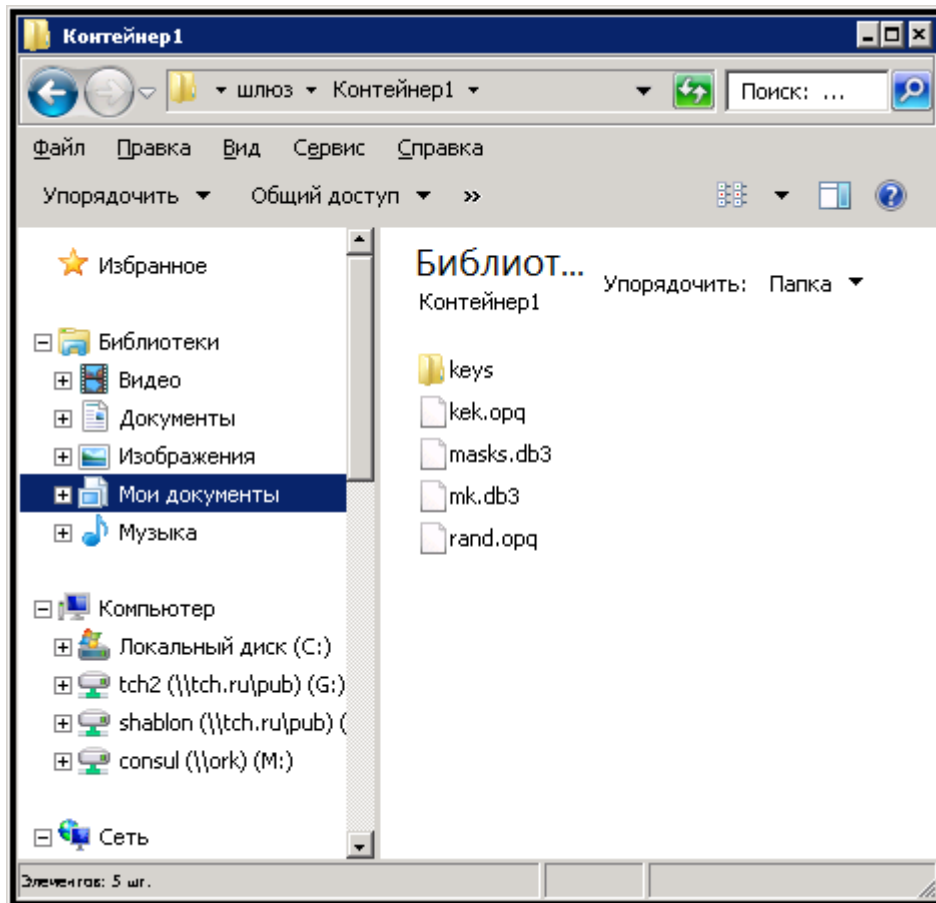 Контейнер1
шлюз Контейнер1 Поиск: ...
Файл Правка Вид Сервис Справка
Упорядочить Общий доступ »
Избранное
Библиотеки
Видео
Документы
Изображения
Мои документы
Музыка
Компьютер
Локальный диск (C:)
tch2 (\\tch.ru\pub) (G:)
shablon (\\tch.ru\pub) (
consul (\\ork) (M:)
Сеть
Библиот...
Контейнер1
Упорядочить: Папка
keys
kek.opq
masks.db3
mk.db3
rand.opq
Элементов: 5 шт.